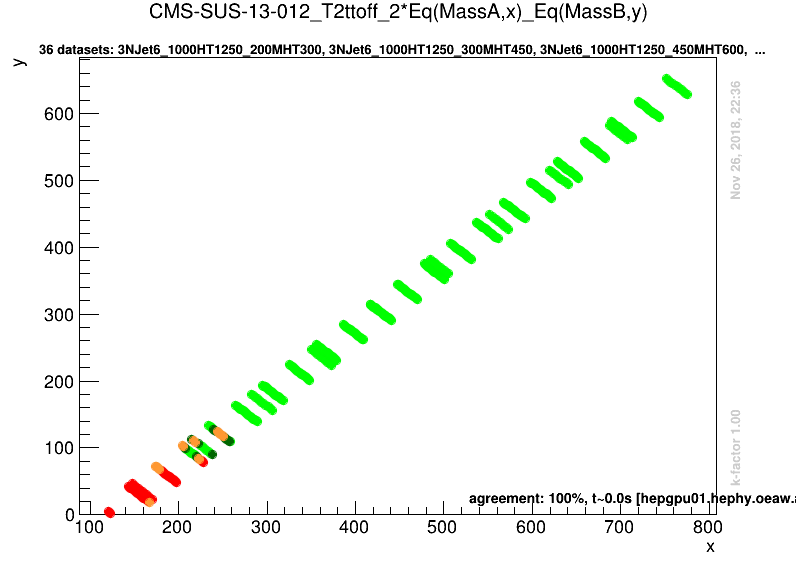 CMS-SUS-13-012_T2ttoff_2*Eq(MassA,x)_Eq(MassB,y)
36 datasets: 3NJet6_1000HT1250_200MHT300, 3NJet6_1000HT1250_300MHT450, 3NJet6_1000HT1250_450MHT600, ...
y
600
500
400
300
200
100
0
Nov 26, 2018, 22:36
k-factor 1.00
agreement: 100%, t~0.0s [hepgpu01.hephy.oeaw.a
100 200 300 400 500 600 700 800
x